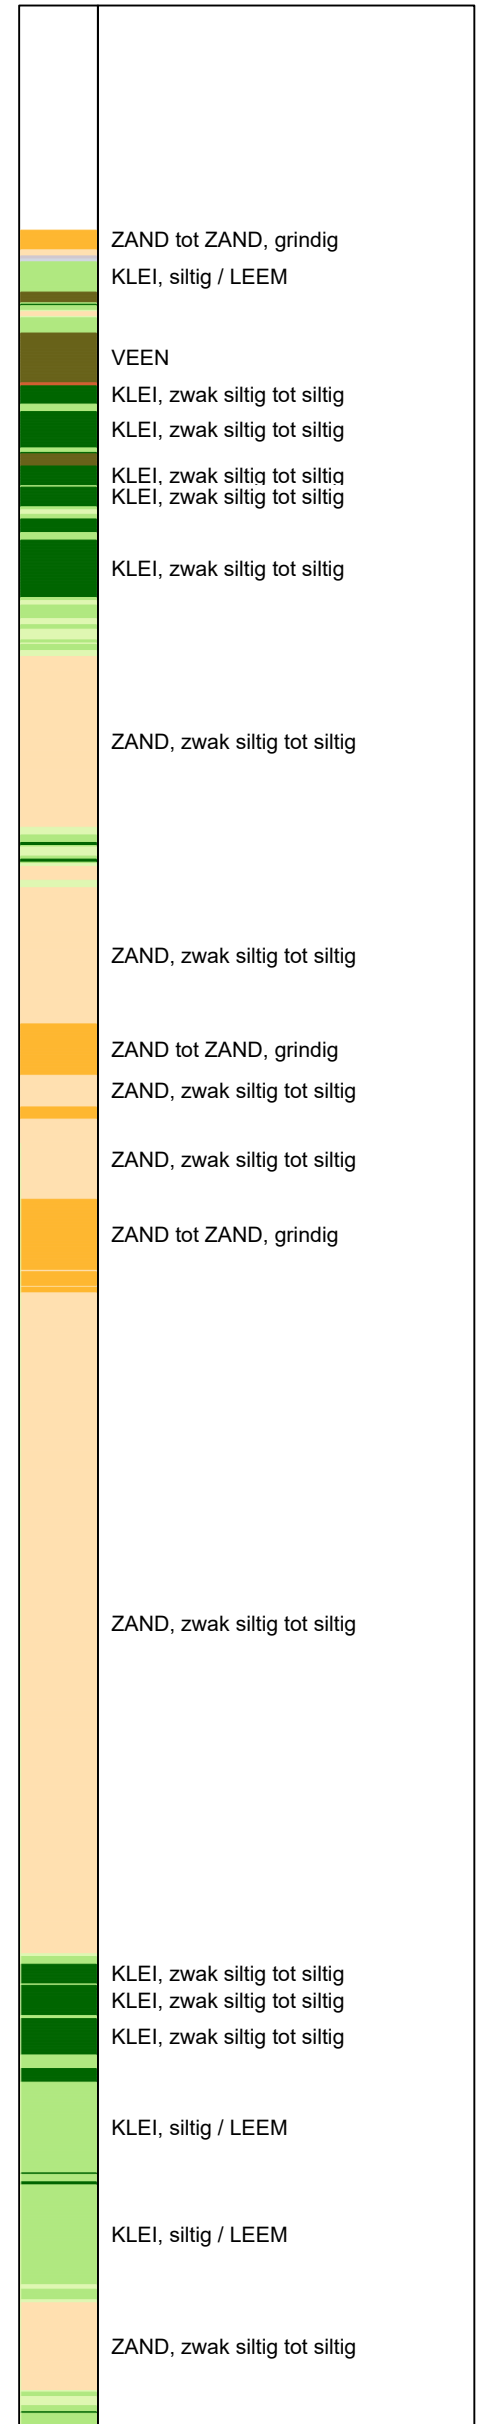 ZAND tot ZAND, grindig
KLEI, siltig / LEEM
VEEN
KLEI, zwak siltig tot siltig
KLEI, zwak siltig tot siltig
KLEI, zwak siltig tot siltig
KLEI, zwak siltig tot siltig
KLEI, zwak siltig tot siltig
ZAND, zwak siltig tot siltig
ZAND, zwak siltig tot siltig
ZAND tot ZAND, grindig
ZAND, zwak siltig tot siltig
ZAND, zwak siltig tot siltig
ZAND tot ZAND, grindig
ZAND, zwak siltig tot siltig
KLEI, zwak siltig tot siltig
KLEI, zwak siltig tot siltig
KLEI, zwak siltig tot siltig
KLEI, siltig / LEEM
KLEI, siltig / LEEM
ZAND, zwak siltig tot siltig